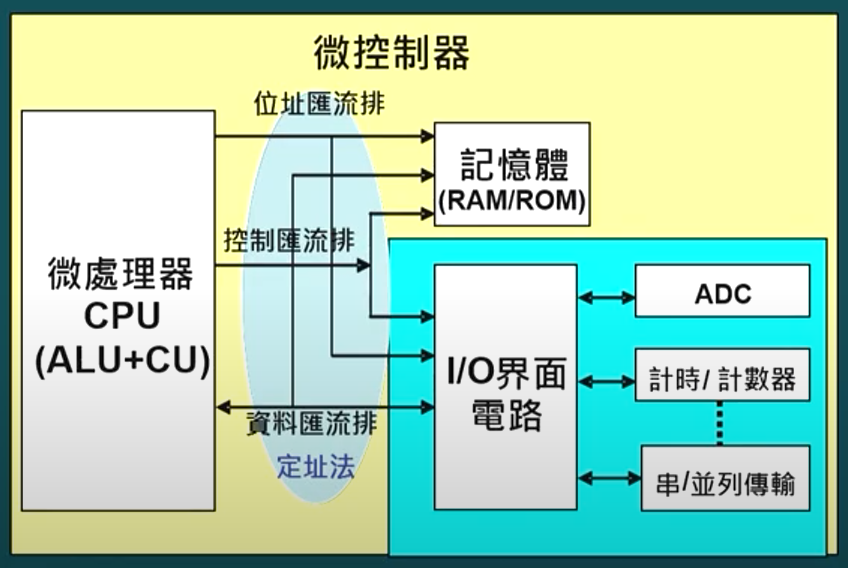 微控制器
位址匯流排
記憶體
(RAM/ROM)
控制匯流排
微處理器
CPU
(ALU+CU)
ADC
I/O界面
電路
計時/計數器
資料匯流排
定址法
串/並列傳輸